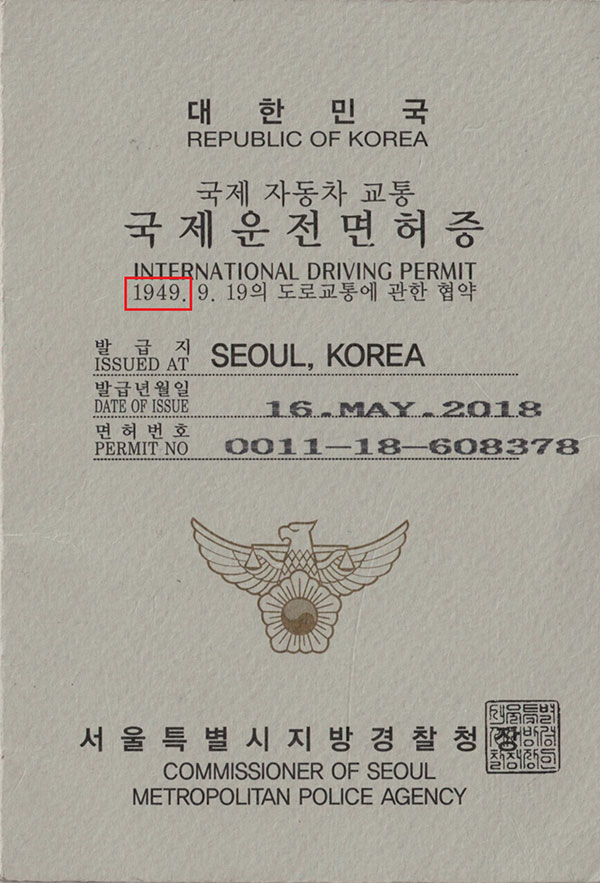 대한민국
REPUBLIC OF KOREA
국제 자동차 교통
국제운전면허증
INTERNATIONAL DRIVING PERMIT
1949. 9. 19의 도로교통에 관한 협약
발급지
ISSUED AT SEOUL, KOREA
발급년월일
DATE OF ISSUE 16.MAY.2018
면허번호
PERMIT NO 0011-18-608378
서울특별시지방경찰청장
COMMISSIONER OF SEOUL
METROPOLITAN POLICE AGENCY